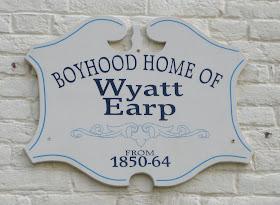 BOYHOOD HOME OF
Wyatt
Earp
FROM
1850-64